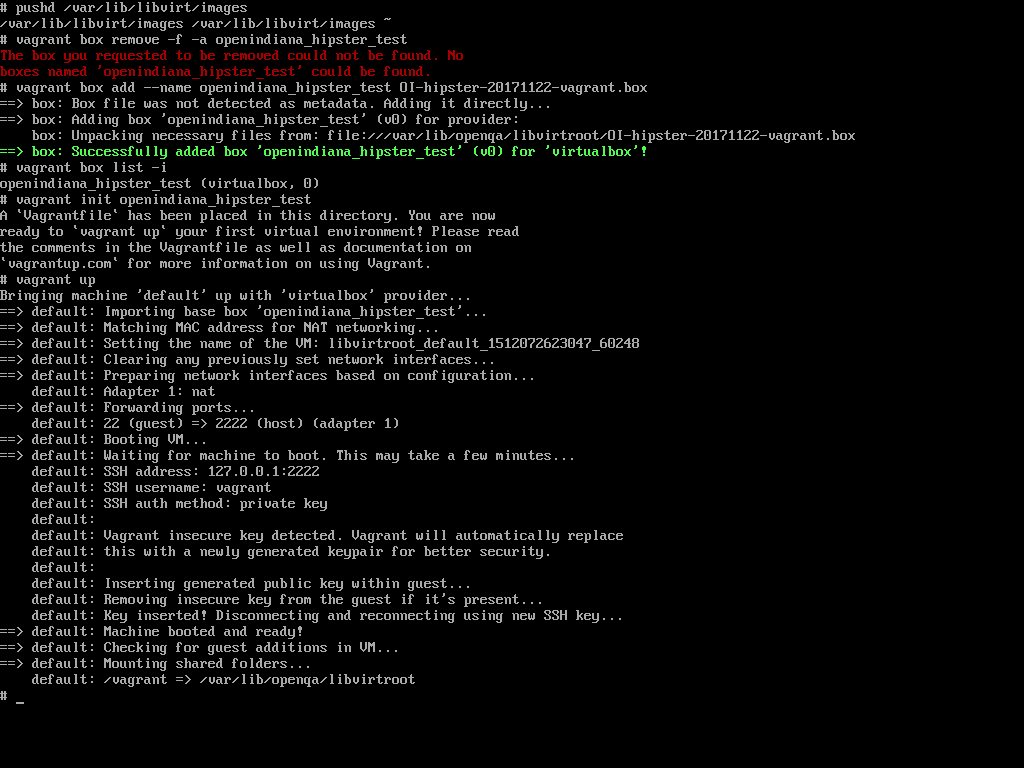 # pushd /var/lib/libvirt/images
/var/lib/libvirt/images /var/lib/libvirt/images ~
# vagrant box remove -f -a openindiana_hipster_test
The box you requested to be removed could not be found. No
boxes named 'openindiana_hipster_test' could be found.
# vagrant box add --name openindiana_hipster_test OI-hipster-20171122-vagrant.box
==> box: Box file was not detected as metadata. Adding it directly...
==> box: Adding box 'openindiana_hipster_test' (v0) for provider:
    box: Unpacking necessary files from: file:///var/lib/openqa/libvirtroot/OI-hipster-20171122-vagrant.box
==> box: Successfully added box 'openindiana_hipster_test' (v0) for 'virtualbox'!
# vagrant box list -i
openindiana_hipster_test (virtualbox, 0)
# vagrant init openindiana_hipster_test
A `Vagrantfile` has been placed in this directory. You are now
ready to `vagrant up` your first virtual environment! Please read
the comments in the Vagrantfile as well as documentation on
`vagrantup.com` for more information on using Vagrant.
# vagrant up
Bringing machine 'default' up with 'virtualbox' provider...
==> default: Importing base box 'openindiana_hipster_test'...
==> default: Matching MAC address for NAT networking...
==> default: Setting the name of the VM: libvirtroot_default_1512072623047_60248
==> default: Clearing any previously set network interfaces...
==> default: Preparing network interfaces based on configuration...
    default: Adapter 1: nat
==> default: Forwarding ports...
    default: 22 (guest) => 2222 (host) (adapter 1)
==> default: Booting VM...
==> default: Waiting for machine to boot. This may take a few minutes...
    default: SSH address: 127.0.0.1:2222
    default: SSH username: vagrant
    default: SSH auth method: private key
    default:
    default: Vagrant insecure key detected. Vagrant will automatically replace
    default: this with a newly generated keypair for better security.
    default:
    default: Inserting generated public key within guest...
    default: Removing insecure key from the guest if it's present...
    default: Key inserted! Disconnecting and reconnecting using new SSH key...
==> default: Machine booted and ready!
==> default: Checking for guest additions in VM...
==> default: Mounting shared folders...
    default: /vagrant => /var/lib/openqa/libvirtroot
# _